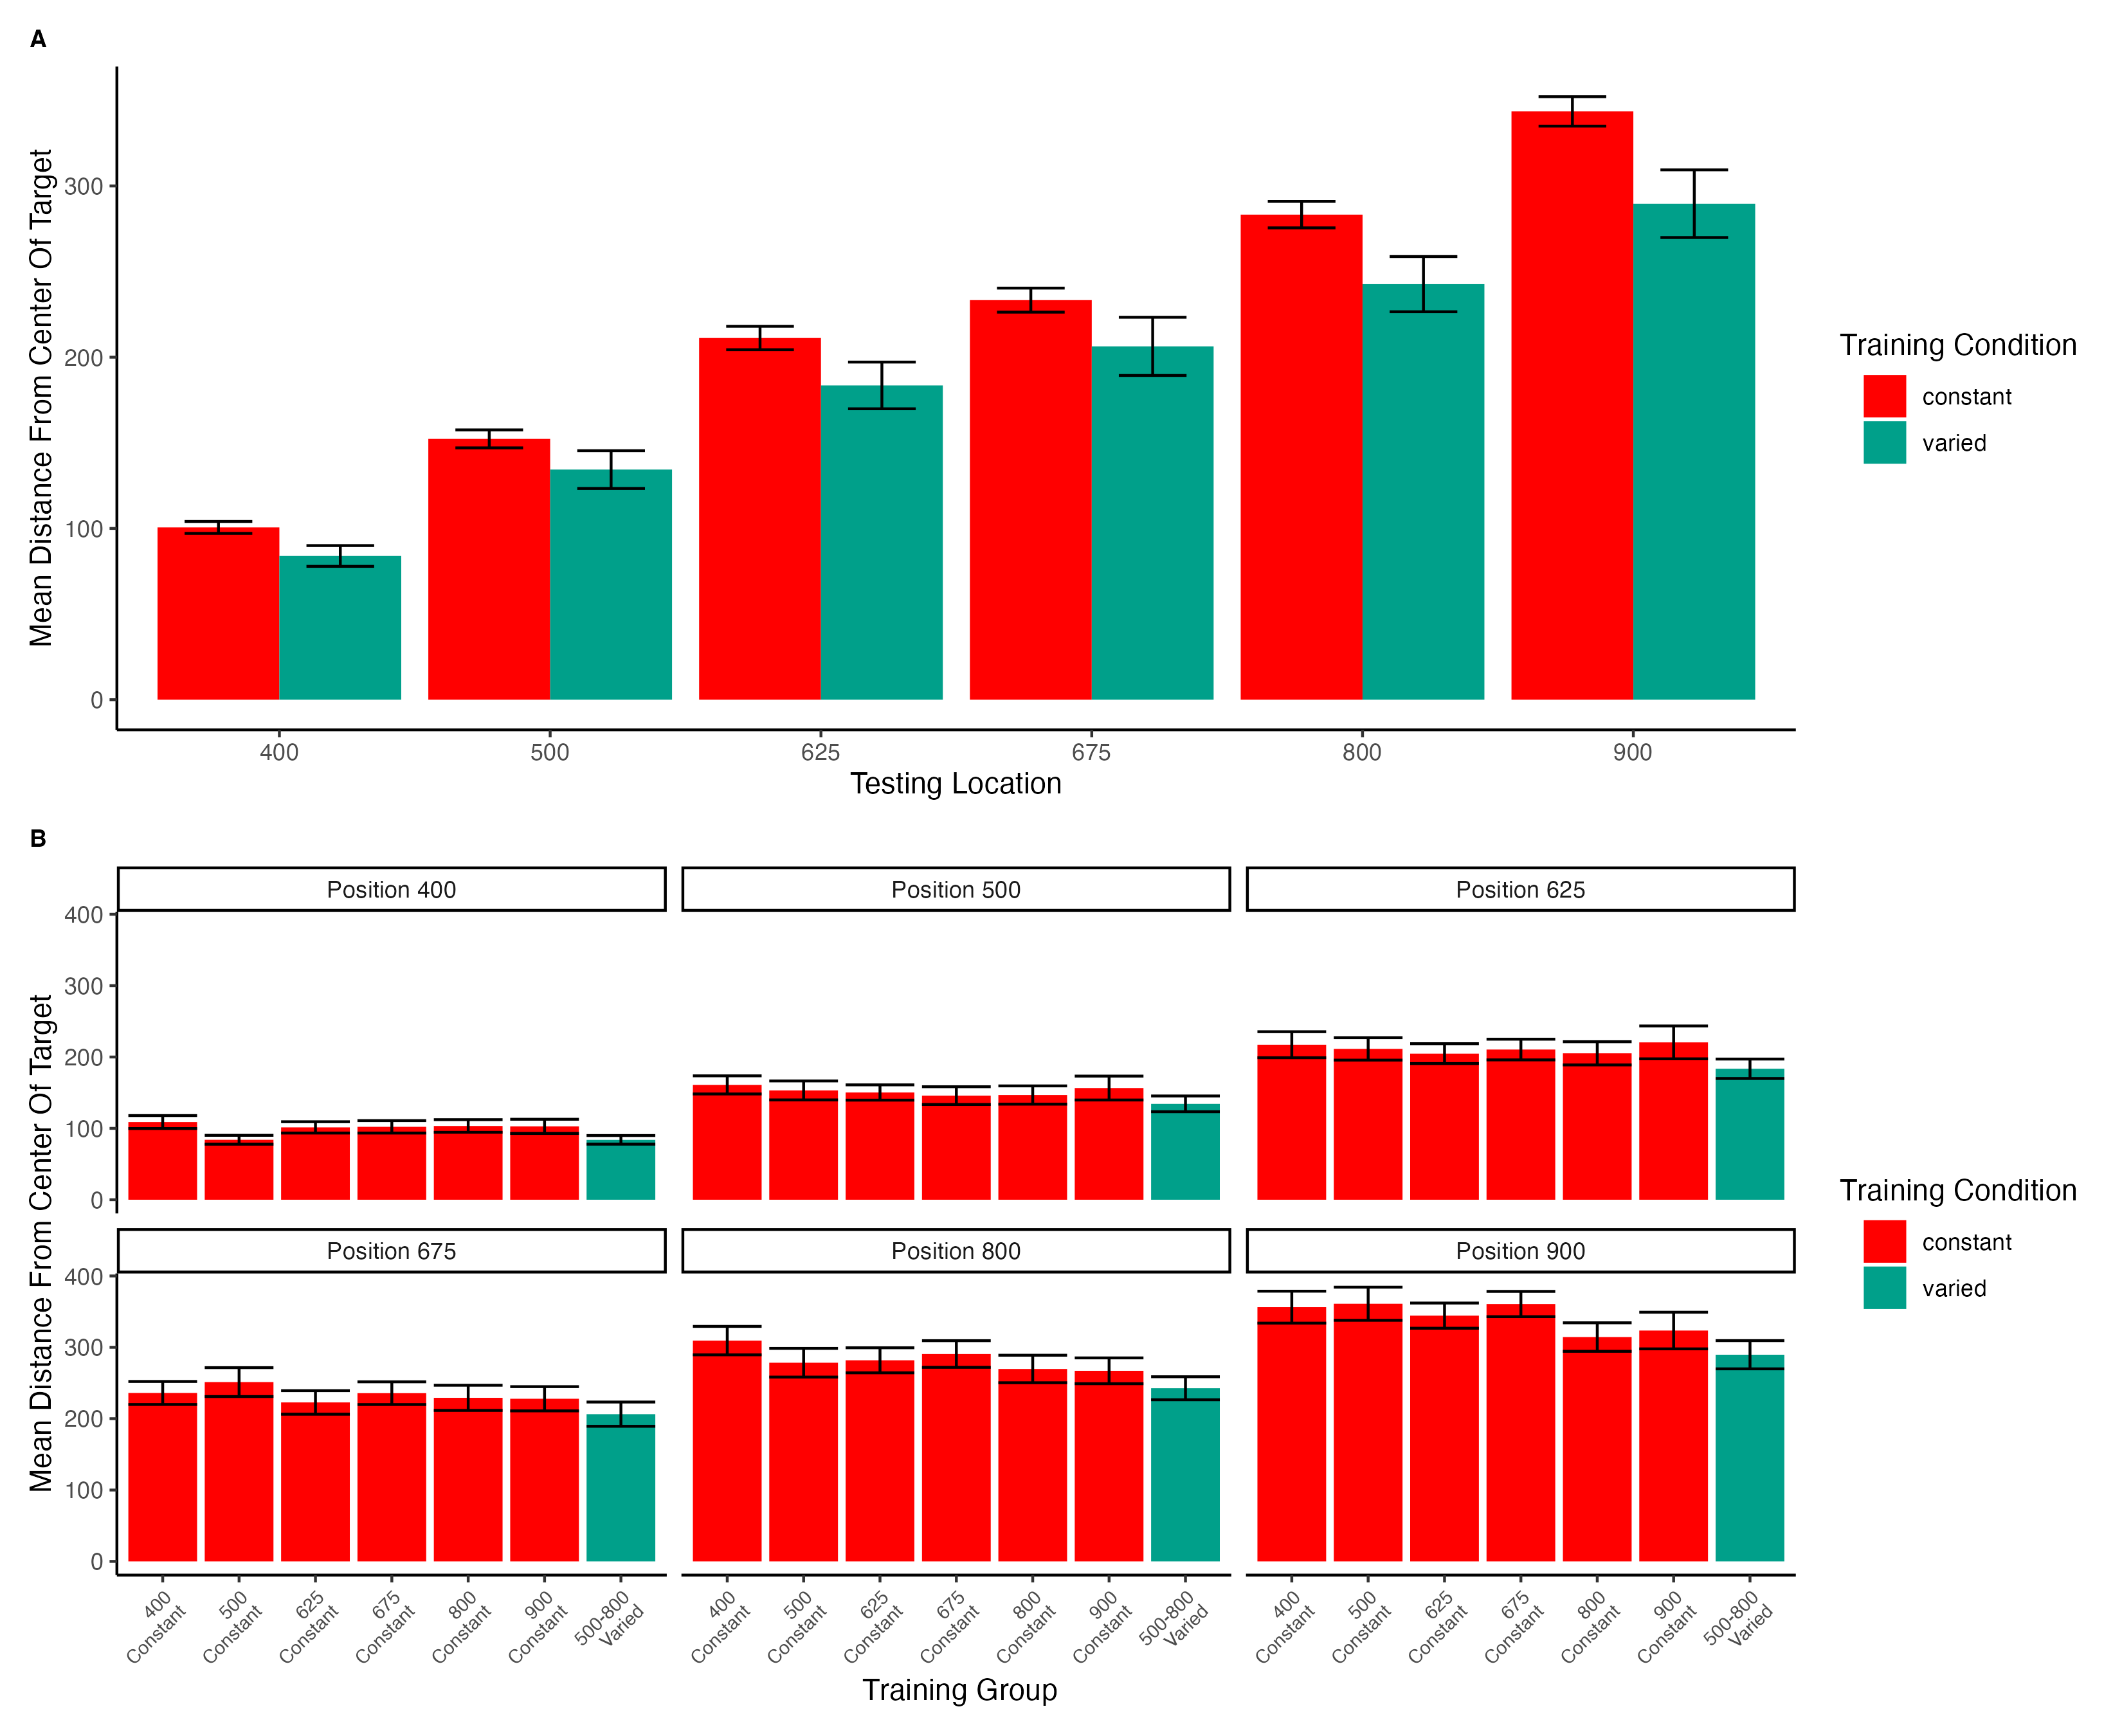 A
Mean Distance From Center Of Target
300
200
100
0
400 500 625 675 800 900
Testing Location
Training Condition
constant
varied
B
Mean Distance From Center Of Target
Position 400 Position 500 Position 625
400
300
200
100
0
Position 675 Position 800 Position 900
400
300
200
100
0
400
Constant
500
Constant
625
Constant
675
Constant
800
Constant
900
Constant
500-800
Varied
400
Constant
500
Constant
625
Constant
675
Constant
800
Constant
900
Constant
500-800
Varied
400
Constant
500
Constant
625
Constant
675
Constant
800
Constant
900
Constant
500-800
Varied
Training Group
Training Condition
constant
varied